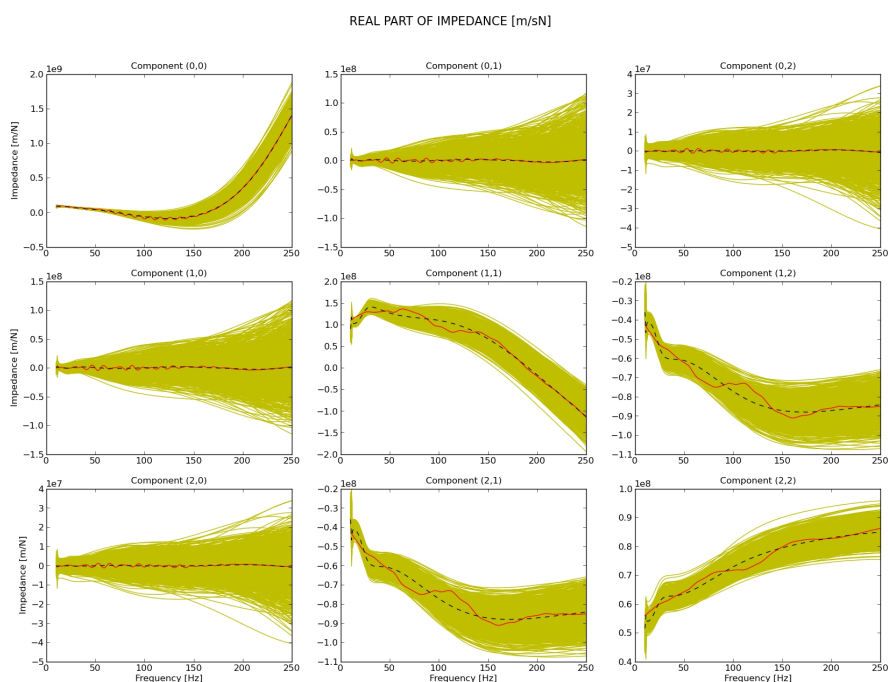 REAL PART OF IMPEDANCE [m/sN]
Component (0,0)
Component (0,1)
Component (0,2)
1e9
1e8
1e7
Impedance [m/N]
2.0
1.5
1.0
0.5
0.0
−0.5
0 50 100 150 200 250
1.5
1.0
0.5
0.0
−0.5
−1.0
−1.5
0 50 100 150 200 250
4
3
2
1
0
−1
−2
−3
−4
−5
0 50 100 150 200 250
Component (1,0)
Component (1,1)
Component (1,2)
1e8
1e8
1e8
Impedance [m/N]
1.5
1.0
0.5
0.0
−0.5
−1.0
−1.5
0 50 100 150 200 250
2.0
1.5
1.0
0.5
0.0
−0.5
−1.0
−1.5
−2.0
0 50 100 150 200 250
−0.2
−0.3
−0.4
−0.5
−0.6
−0.7
−0.8
−0.9
−1.0
−1.1
0 50 100 150 200 250
Component (2,0)
Component (2,1)
Component (2,2)
1e7
1e8
1e8
Impedance [m/N]
4
3
2
1
0
−1
−2
−3
−4
−5
0 50 100 150 200 250
Frequency [Hz]
−0.2
−0.3
−0.4
−0.5
−0.6
−0.7
−0.8
−0.9
−1.0
−1.1
0 50 100 150 200 250
Frequency [Hz]
1.0
0.9
0.8
0.7
0.6
0.5
0.4
0 50 100 150 200 250
Frequency [Hz]